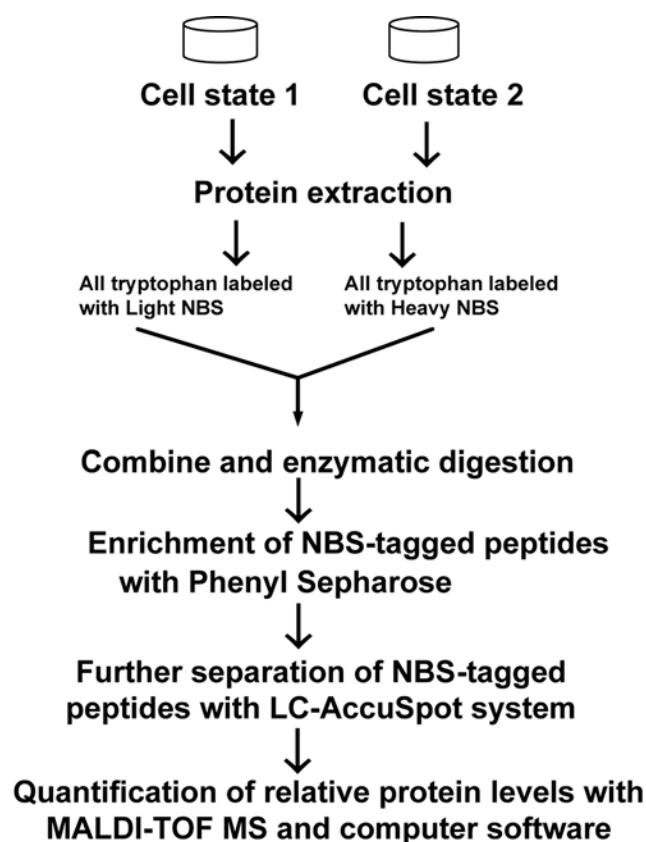 Cell state 1
Cell state 2
Protein extraction
All tryptophan labeled
with Light NBS
All tryptophan labeled
with Heavy NBS
Combine and enzymatic digestion
Enrichment of NBS-tagged peptides
with Phenyl Sepharose
Further separation of NBS-tagged
peptides with LC-AccuSpot system
Quantification of relative protein levels with
MALDI-TOF MS and computer software